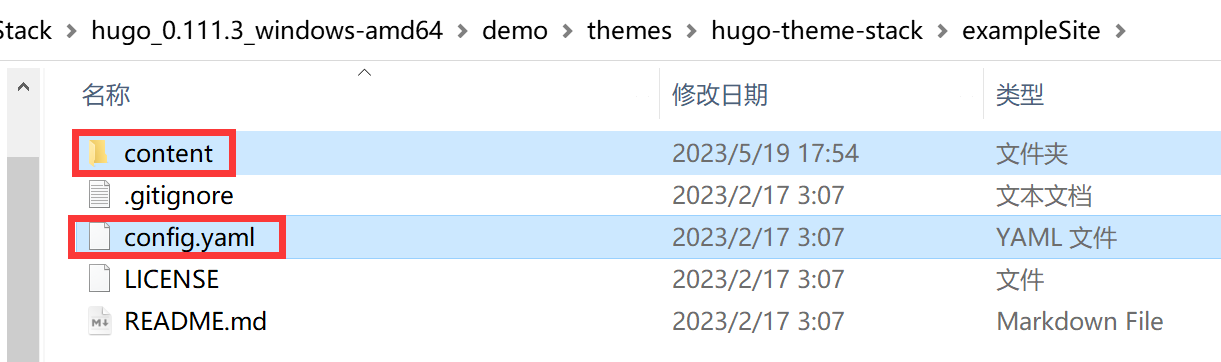 Stack > hugo_0.111.3_windows-amd64 > demo > themes > hugo-theme-stack > exampleSite >
名称 修改日期 类型
content 2023/5/19 17:54 文件夹
.gitignore 2023/2/17 3:07 文本文档
config.yaml 2023/2/17 3:07 YAML 文件
LICENSE 2023/2/17 3:07 文件
README.md 2023/2/17 3:07 Markdown File